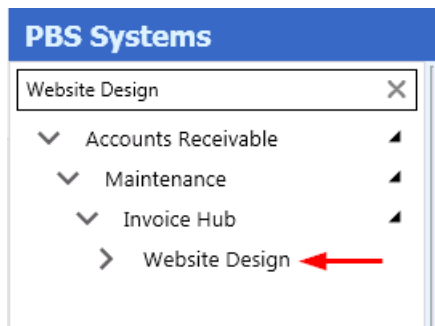 PBS Systems
Website Design
Accounts Receivable
Maintenance
Invoice Hub
Website Design